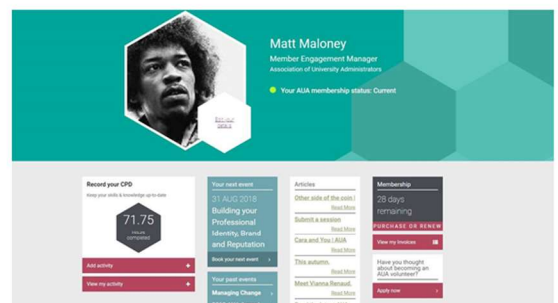 Matt Maloney
Member Engagement Manager
Association of University Administrators
Your AUA membership status: Current
Edit your
Record your CPD
Keep your skills & knowledge up to date
71.75
completed
Add activity +
View my activity
Your next event
31 AUG 2018
Building your
Professional
Identity, Brand
and Reputation
Book your next event >
Your past events
Managing Change >
Articles
Other side of the coin |
Read More
Submit a session
Read More
Cara and You | AUA
Read More
This autumn,
Read More
Meet Vianna Renaud,
Read More
Membership
28 days
remaining
PURCHASE OR RENEW
View my Invoices
Have you thought
about becoming an
AUA volunteer?
Apply now >